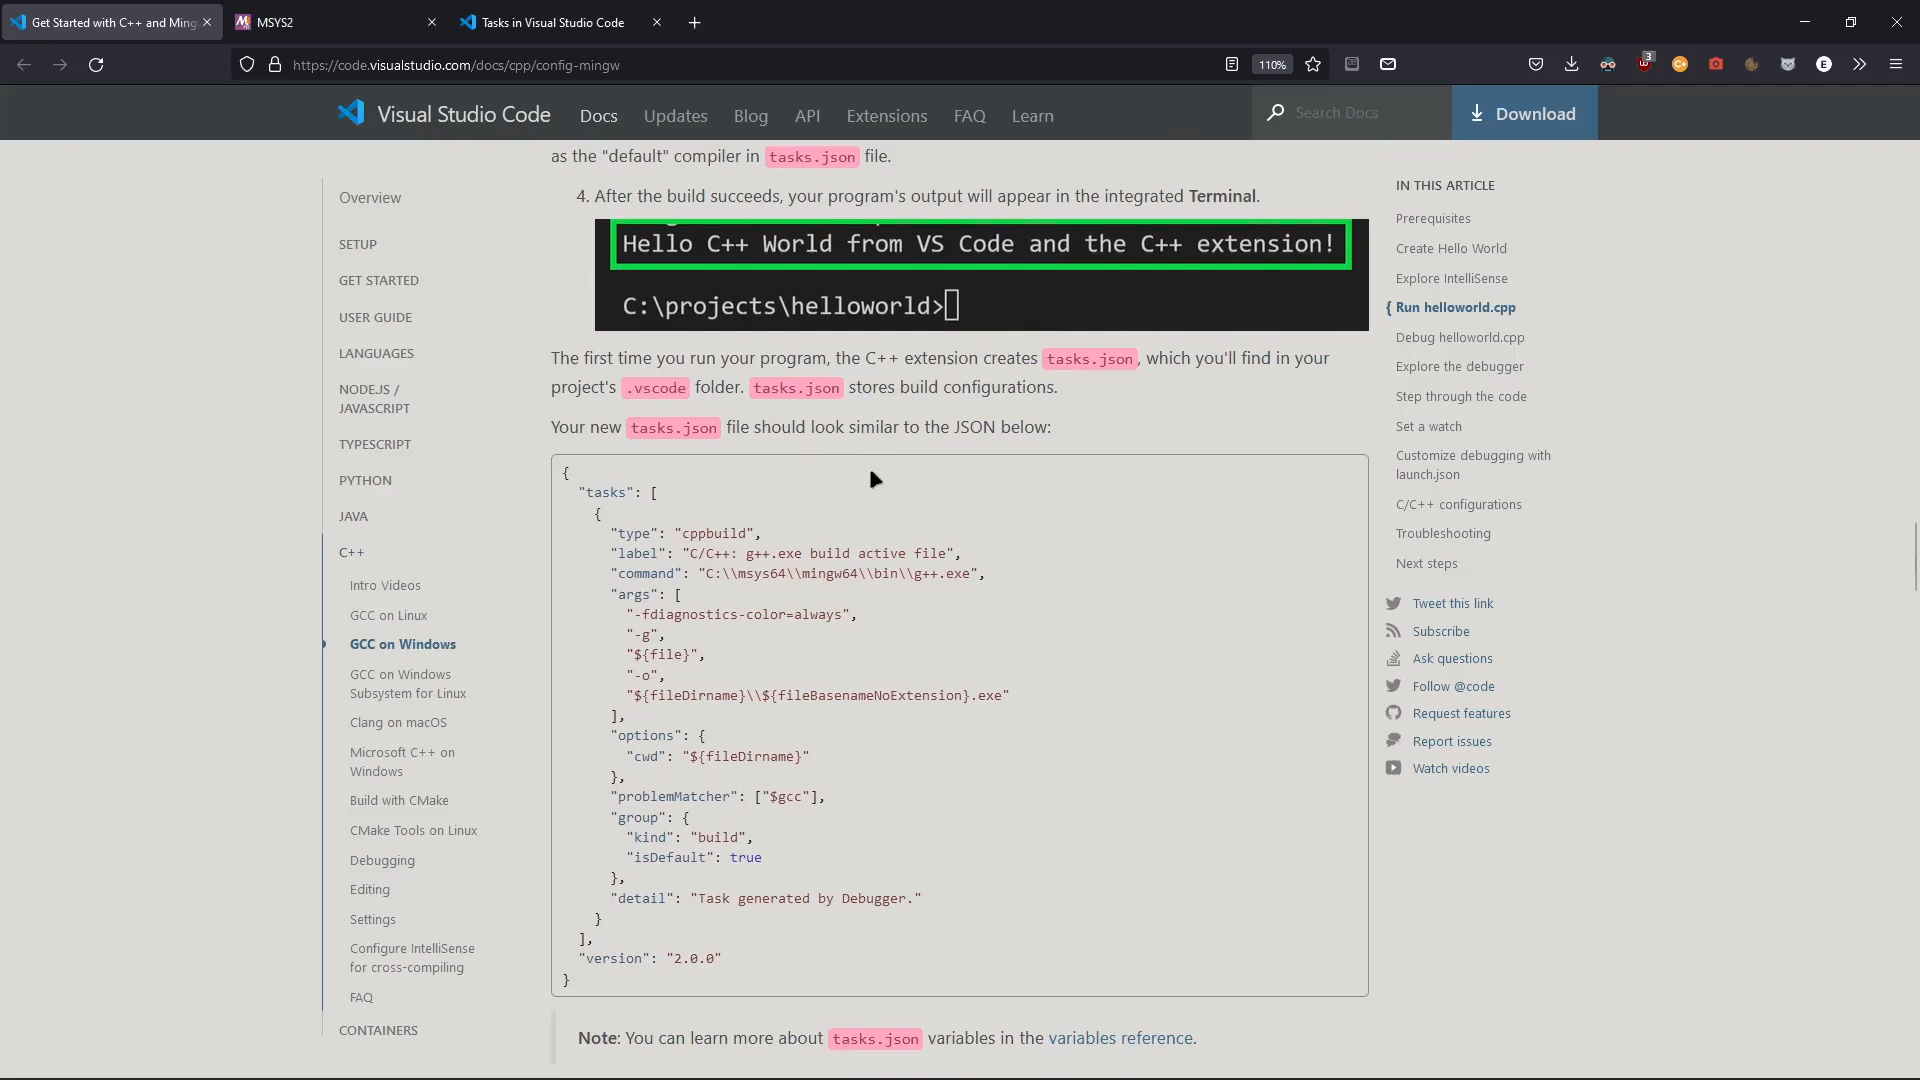 Get Started with C++ and Ming
MSYS2
Tasks in Visual Studio Code
https://code.visualstudio.com/docs/cpp/config-mingw
110%
3
E
Visual Studio Code
Docs
Updates
Blog
API
Extensions
FAQ
Learn
Search Docs
Download
Overview
SETUP
GET STARTED
USER GUIDE
LANGUAGES
NODE.JS /
JAVASCRIPT
TYPESCRIPT
PYTHON
JAVA
C++
Intro Videos
GCC on Linux
GCC on Windows
GCC on Windows
Subsystem for Linux
Clang on macOS
Microsoft C++ on
Windows
Build with CMake
CMake Tools on Linux
Debugging
Editing
Settings
Configure IntelliSense
for cross-compiling
FAQ
CONTAINERS
as the "default" compiler in tasks.json file.
4. After the build succeeds, your program's output will appear in the integrated Terminal.
Hello C++ World from VS Code and the C++ extension!
C:\projects\helloworld>
The first time you run your program, the C++ extension creates tasks.json, which you'll find in your
project's .vscode folder. tasks.json stores build configurations.
Your new tasks.json file should look similar to the JSON below:
{
"tasks": [
{
"type": "cppbuild",
"label": "C/C++: g++.exe build active file",
"command": "C:\\msys64\\mingw64\\bin\\g++.exe",
"args": [
"-fdiagnostics-color=always",
"-g",
"${file}",
"-o",
"${fileDirname}\\${fileBasenameNoExtension}.exe"
],
"options": {
"cwd": "${fileDirname}"
},
"problemMatcher": ["$gcc"],
"group": {
"kind": "build",
"isDefault": true
},
"detail": "Task generated by Debugger."
}
],
"version": "2.0.0"
}
Note: You can learn more about tasks.json variables in the variables reference.
IN THIS ARTICLE
Prerequisites
Create Hello World
Explore IntelliSense
{ Run helloworld.cpp
Debug helloworld.cpp
Explore the debugger
Step through the code
Set a watch
Customize debugging with
launch.json
C/C++ configurations
Troubleshooting
Next steps
Tweet this link
Subscribe
Ask questions
Follow @code
Request features
Report issues
Watch videos